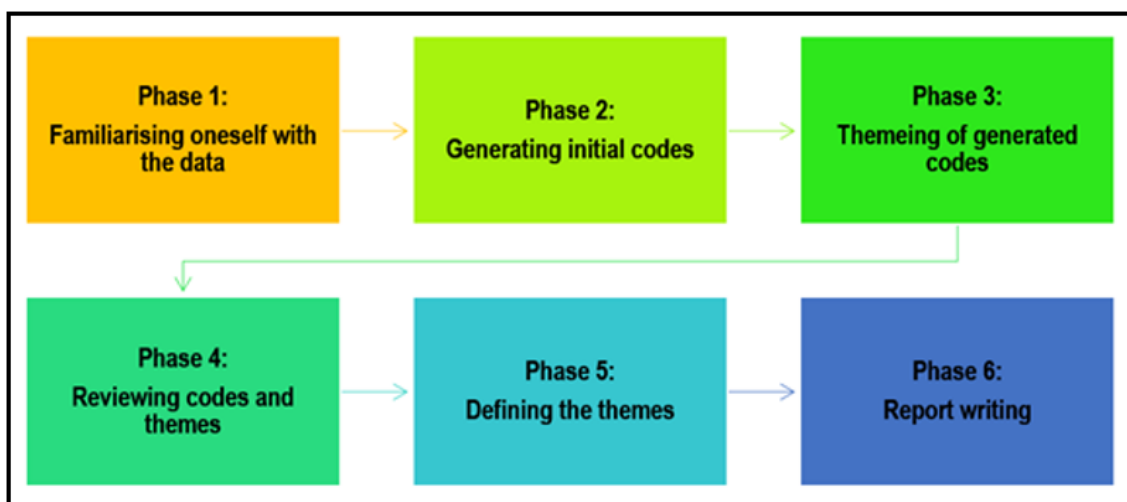 Phase 1:
Familiarising oneself with
the data
Phase 2:
Generating initial codes
Phase 3:
Themeing of generated
codes
Phase 4:
Reviewing codes and
themes
Phase 5:
Defining the themes
Phase 6:
Report writing